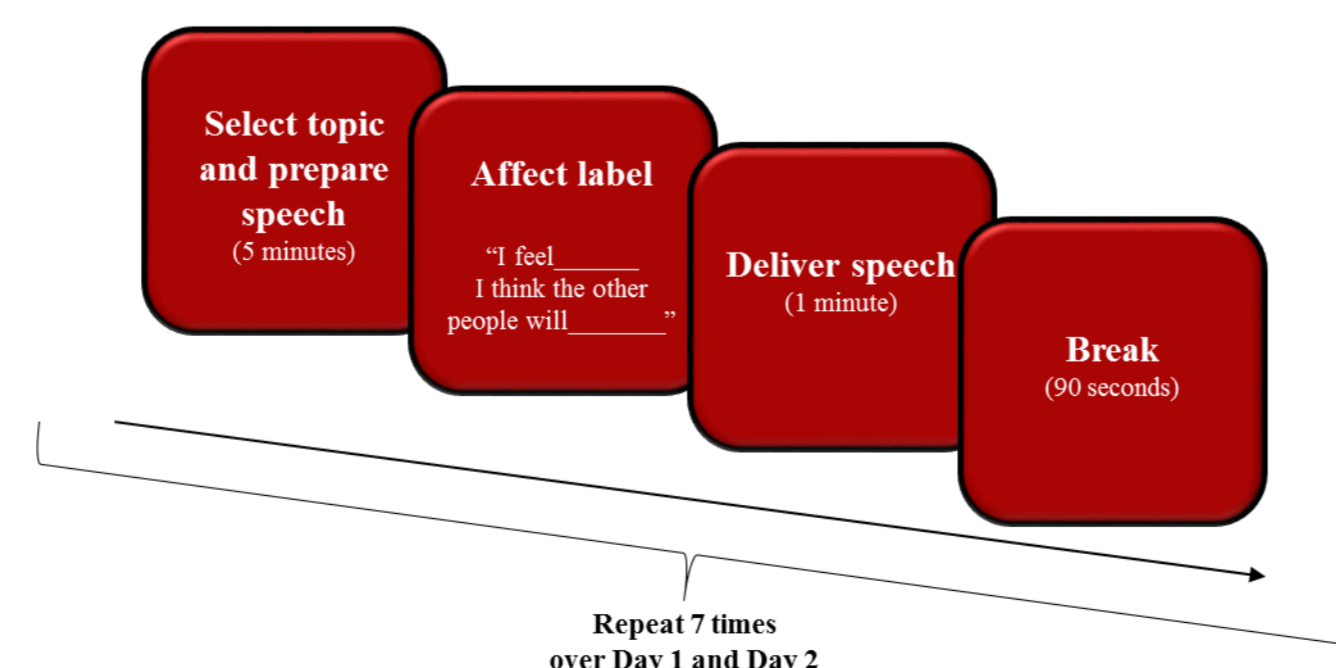 Select topic
and prepare
speech
(5 minutes)
Affect label
“I feel______
I think the other
people will_______”
Deliver speech
(1 minute)
Break
(90 seconds)
Repeat 7 times
over Day 1 and Day 2